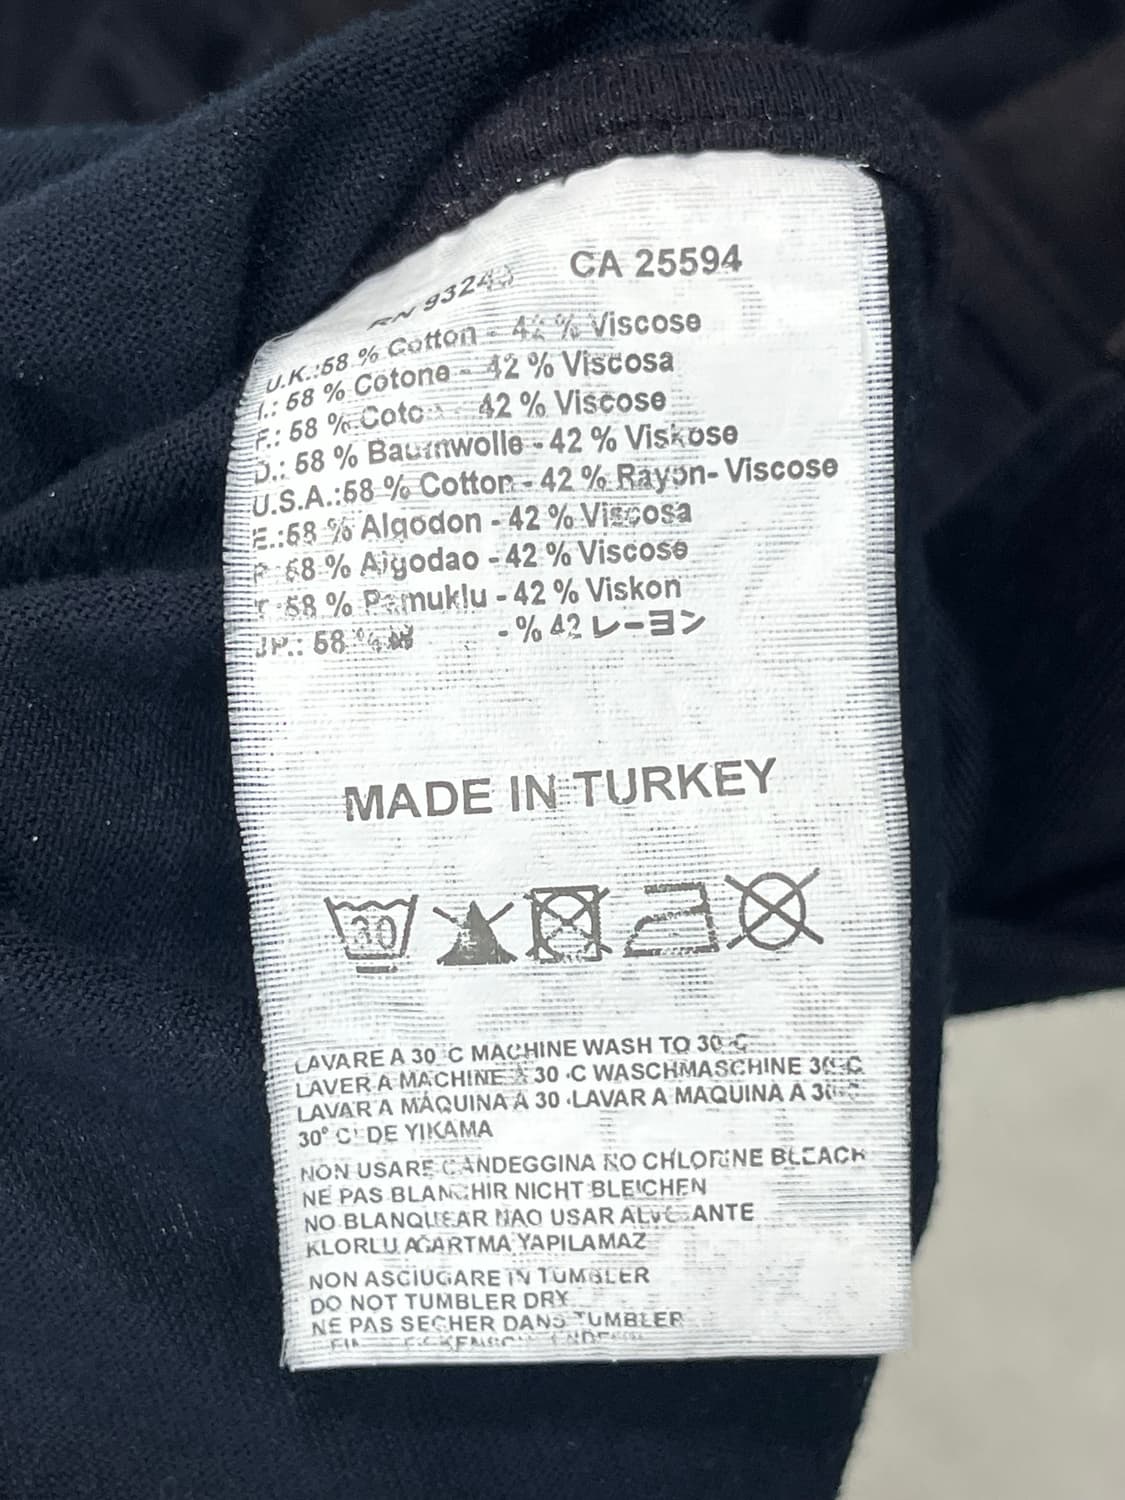 CA 25594
U.K.:58 % Cotton - 42 % Viscose
I.: 58 % Cotone - 42 % Viscosa
F.: 58 % 42 % Viscose
D.: 58 % Baumwolle - 42 % Viskose
U.S.A.:58 % Cotton - 42 % Rayon- Viscose
E.:58 % Algodon - 42 % Viscosa
P.: 58 % Algodao - 42 % Viscose
T.:58 % Pamuklu - 42 % Viskon
JP.: 58 % - % 42 レーヨン
MADE IN TURKEY
30
LAVARE A 30°C MACHINE WASH TO 30°C
LAVER A MACHINE À 30°C WASCHMASCHINE 30°C
LAVAR A MÁQUINA A 30 ·LAVAR A MAQUINA A 30°C
30° C' DE YIKAMA
NON USARE CANDEGGINA NO CHLORINE BLEACH
NE PAS BLANCHIR NICHT BLEICHEN
NO BLANQUEAR NAO USAR
KLORLU AĞARTMA YAPILAMAZ
NON ASCIUGARE IN TUMBLER
DO NOT TUMBLER DRY
NE PAS SECHER DANS TUMBLER